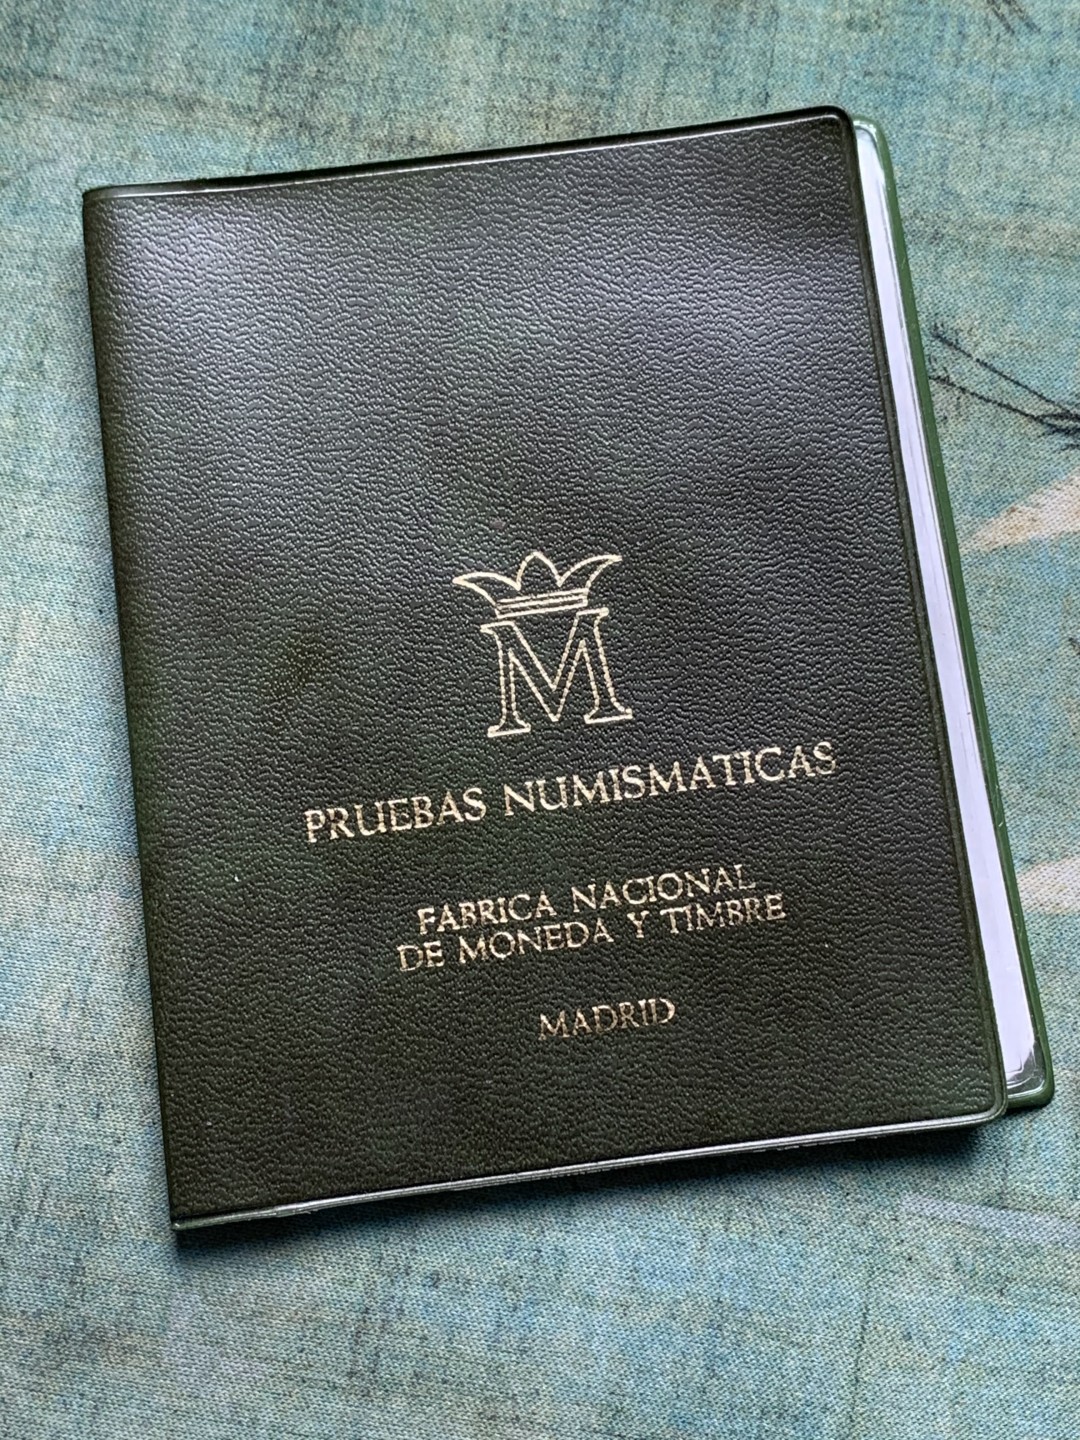 M
PRUEBAS NUMISMATICAS
FABRICA NACIONAL
DE MONEDA Y TIMBRE
MADRID